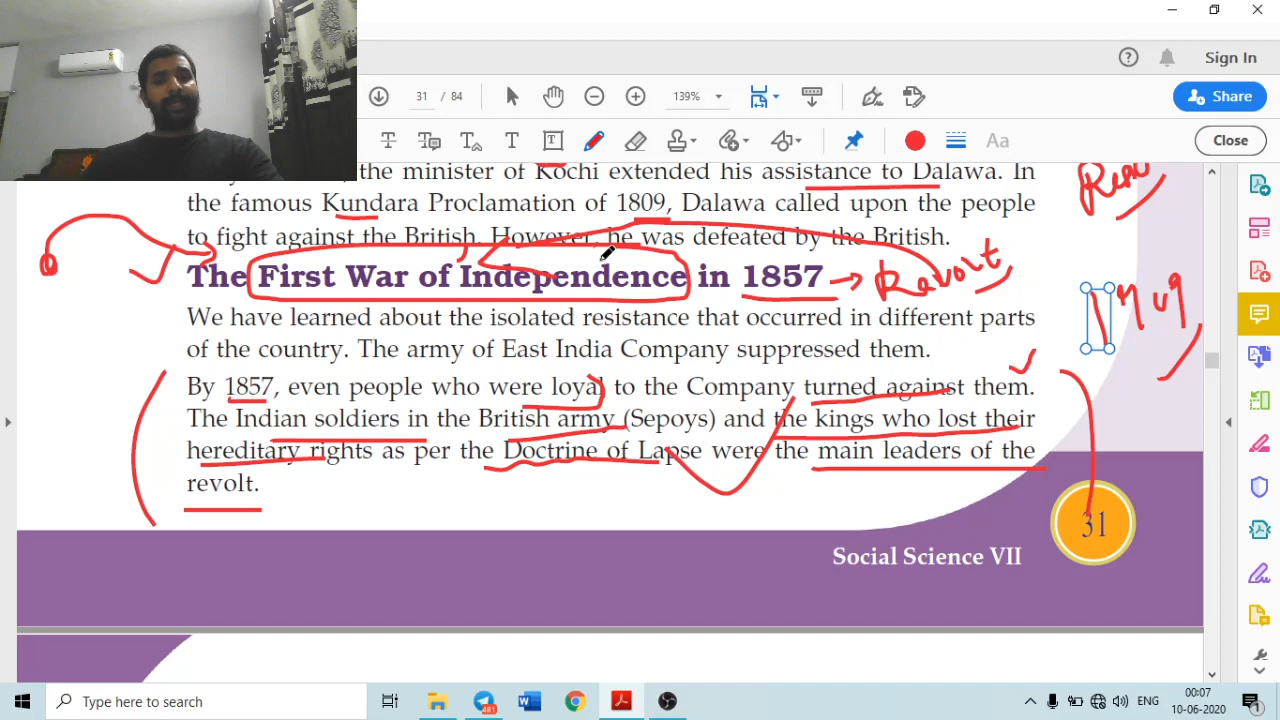 Sign In
31 / 84
139%
Share
Close
the minister of Kochi extended his assistance to Dalawa. In
the famous Kundara Proclamation of 1809, Dalawa called upon the people
to fight against the British. However, he was defeated by the British.
The First War of Independence in 1857
Revolt
We have learned about the isolated resistance that occurred in different parts
of the country. The army of East India Company suppressed them.
By 1857, even people who were loyal to the Company turned against them.
The Indian soldiers in the British army (Sepoys) and the kings who lost their
hereditary rights as per the Doctrine of Lapse were the main leaders of the
revolt.
31
Social Science VII
Type here to search
481
ENG
00:07
10-06-2020
1